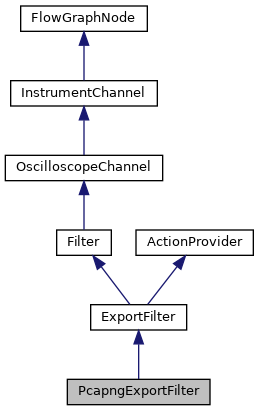 FlowGraphNode
InstrumentChannel
OscilloscopeChannel
Filter
ActionProvider
ExportFilter
PcapngExportFilter